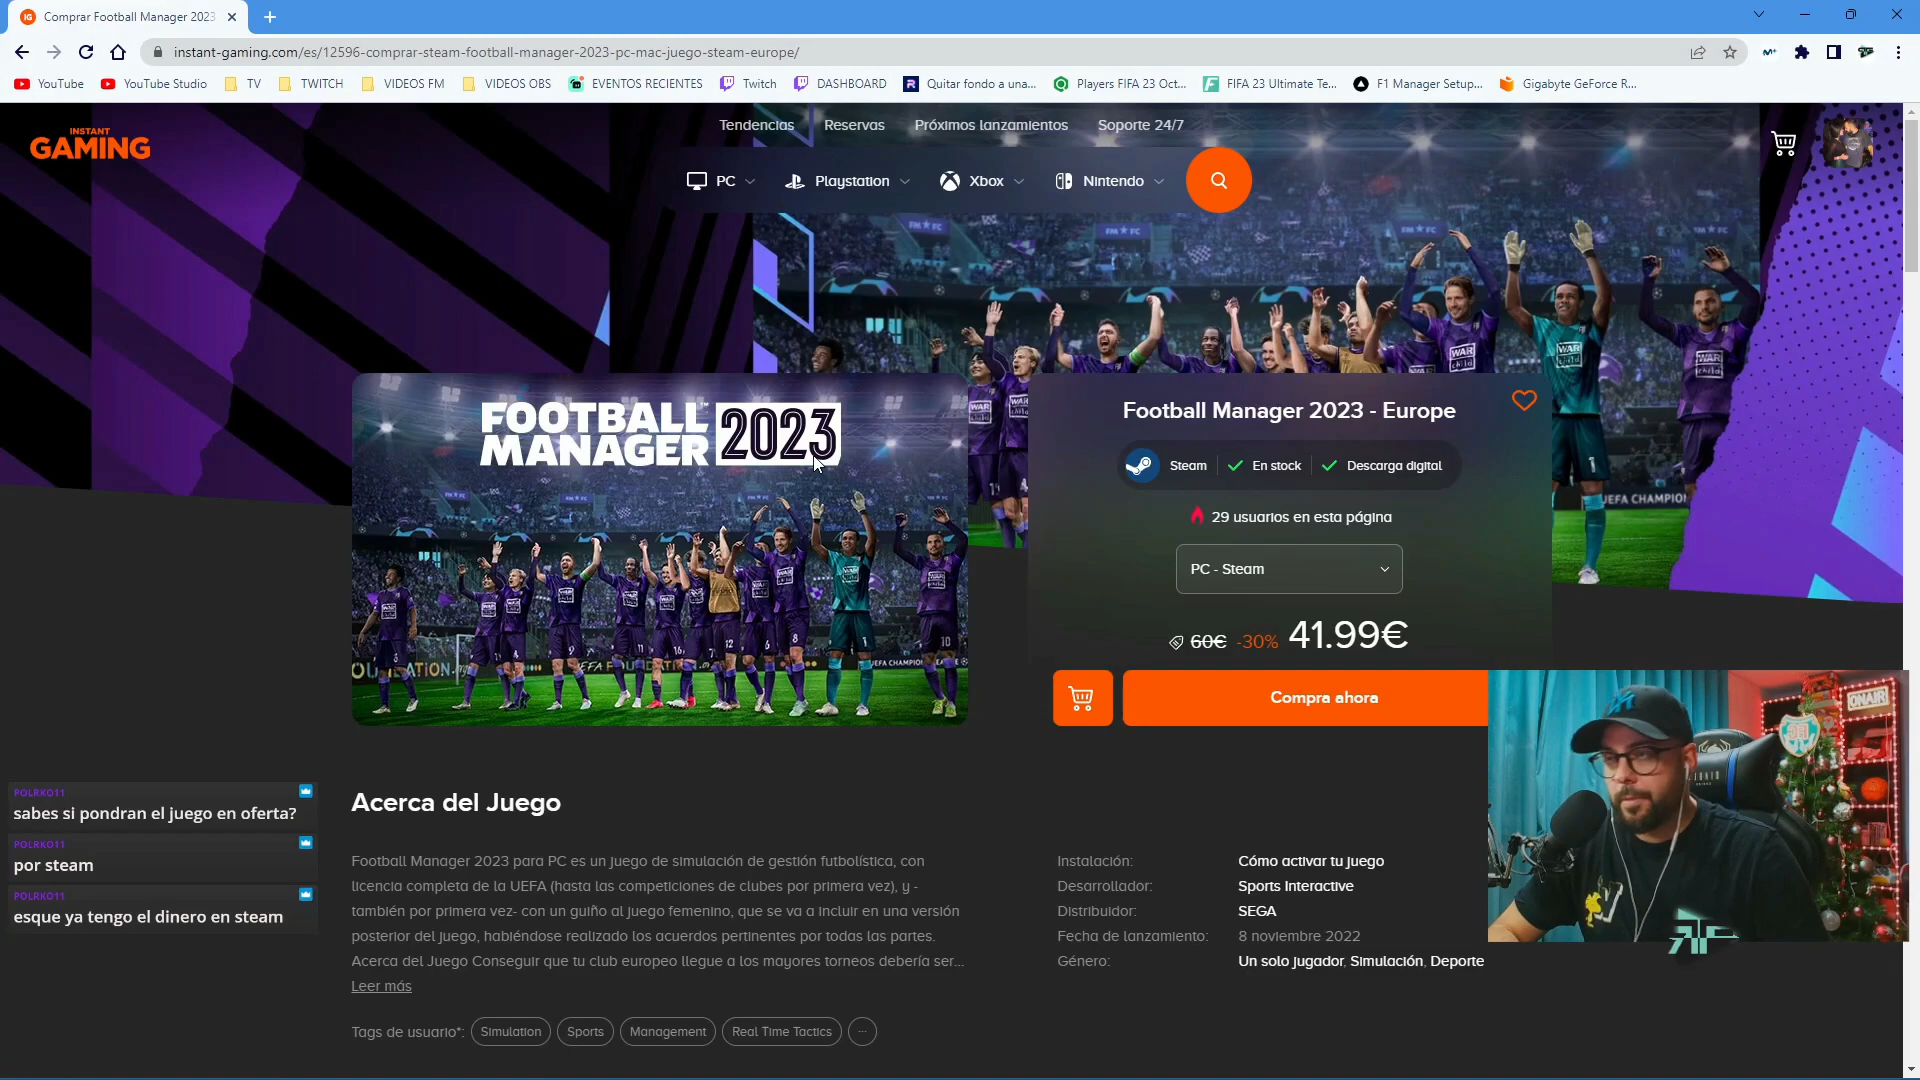 Comprar Football Manager 2023
instant-gaming.com/es/12596-comprar-steam-football-manager-2023-pc-mac-juego-steam-europe/
YouTube
YouTube Studio
TV
TWITCH
VIDEOS FM
VIDEOS OBS
EVENTOS RECIENTES
Twitch
DASHBOARD
Quitar fondo a una...
Players FIFA 23 Oct...
FIFA 23 Ultimate Te...
F1 Manager Setup...
Gigabyte GeForce R...
INSTANT
GAMING
Tendencias
Reservas
Próximos lanzamientos
Soporte 24/7
PC
Playstation
Xbox
Nintendo
FOOTBALL
MANAGER 2023
Football Manager 2023 - Europe
Steam
En stock
Descarga digital
29 usuarios en esta página
PC - Steam
60€ -30% 41.99€
Compra ahora
ON AIR
POLRKO11
sabes si pondran el juego en oferta?
POLRKO11
por steam
POLRKO11
esque ya tengo el dinero en steam
Acerca del Juego
Football Manager 2023 para PC es un juego de simulación de gestión futbolística, con
licencia completa de la UEFA (hasta las competiciones de clubes por primera vez), y -
también por primera vez- con un guiño al juego femenino, que se va a incluir en una versión
posterior del juego, habiéndose realizado los acuerdos pertinentes por todas las partes.
Acerca del Juego Conseguir que tu club europeo llegue a los mayores torneos debería ser...
Leer más
Instalación: Cómo activar tu juego
Desarrollador: Sports Interactive
Distribuidor: SEGA
Fecha de lanzamiento: 8 noviembre 2022
Género: Un solo jugador, Simulación, Deporte
Tags de usuario*:
Simulation
Sports
Management
Real Time Tactics
...